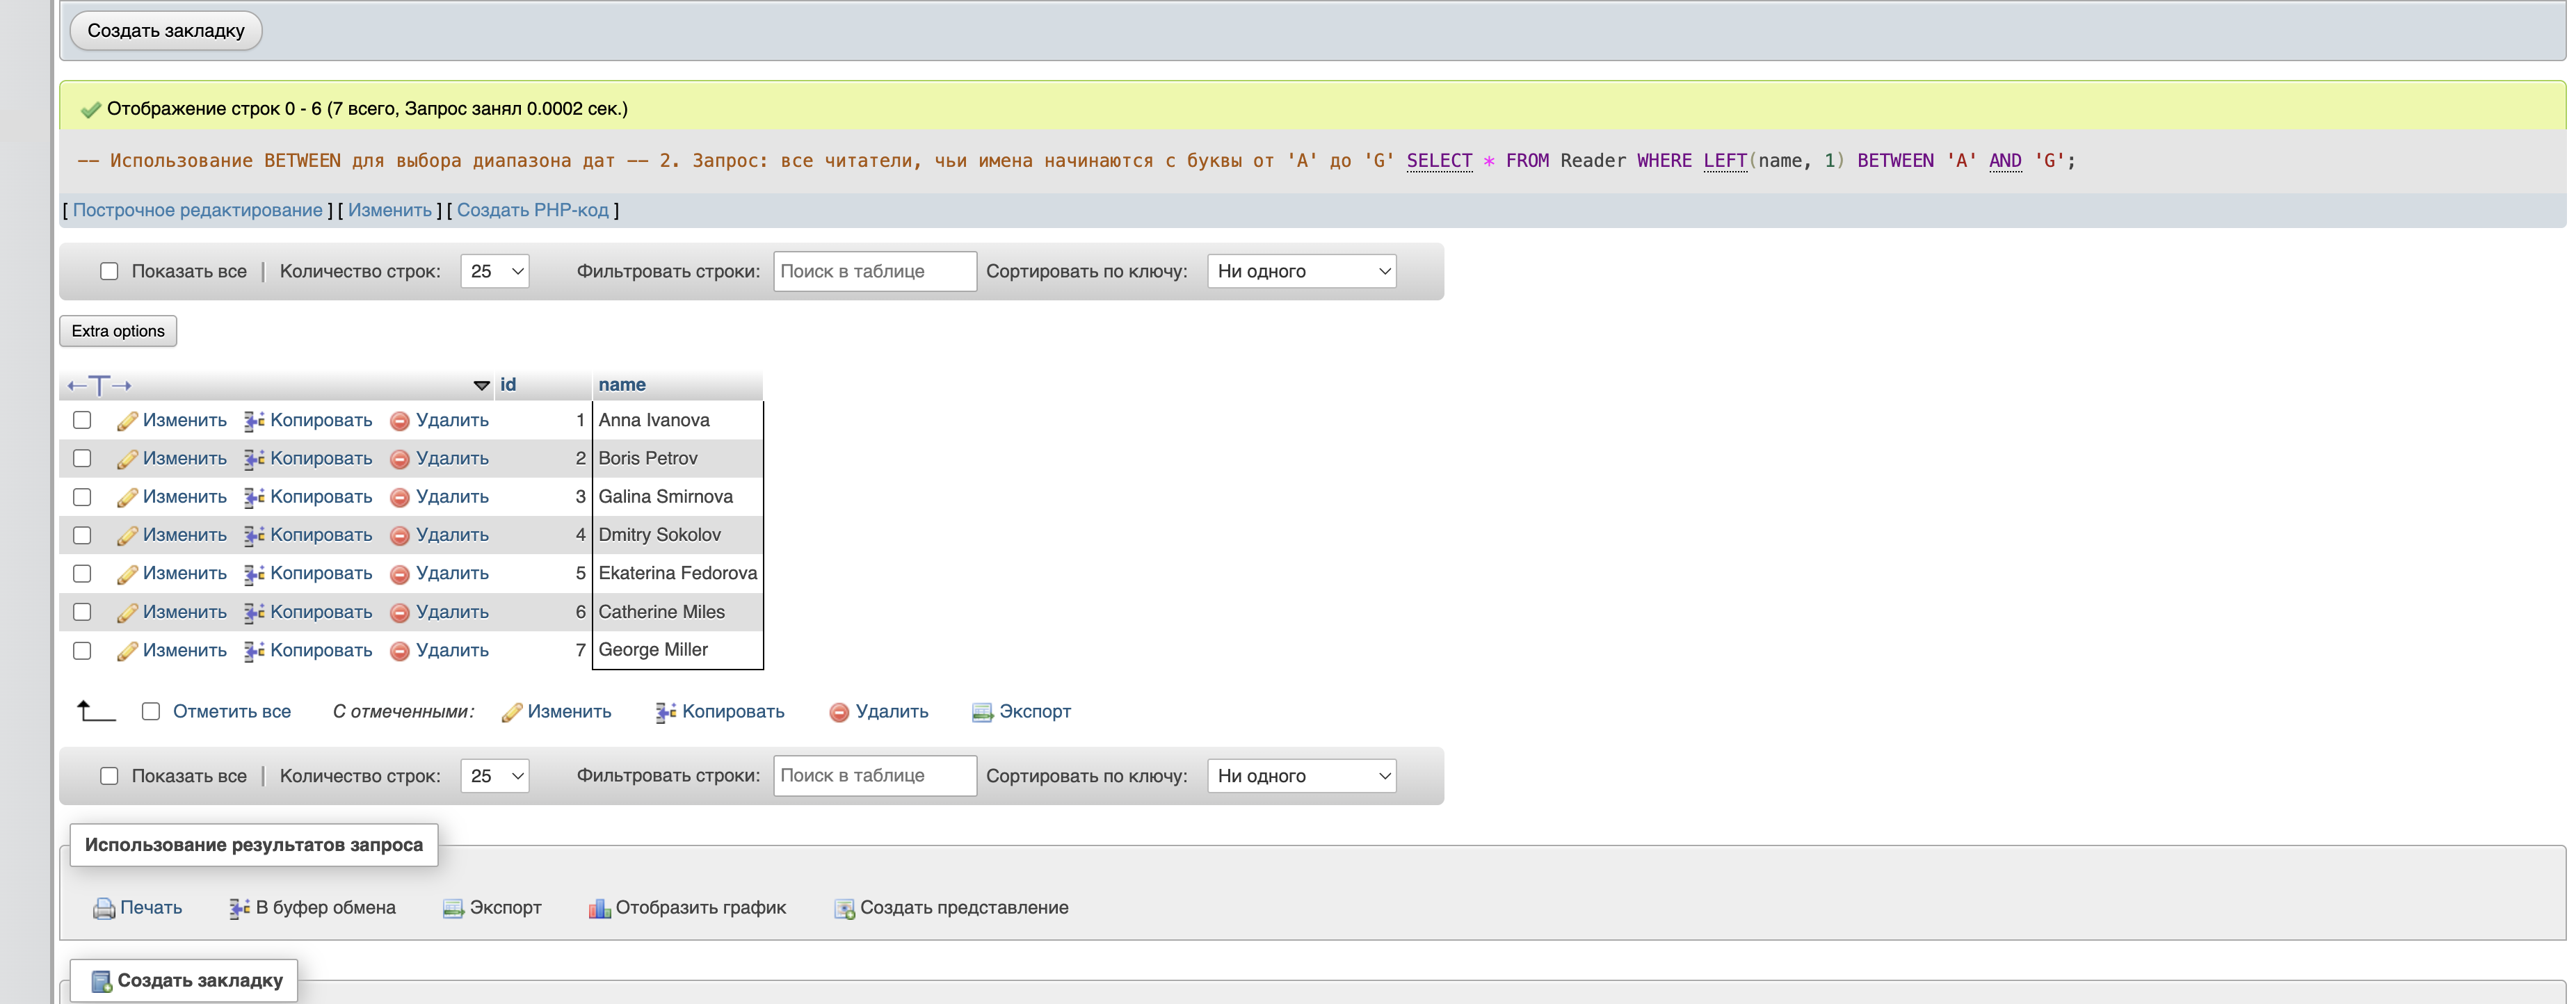 Создать закладку
Отображение строк 0 - 6 (7 всего, Запрос занял 0.0002 сек.)
-- Использование BETWEEN для выбора диапазона дат -- 2. Запрос: все читатели, чьи имена начинаются с буквы от 'A' до 'G' SELECT * FROM Reader WHERE LEFT(name, 1) BETWEEN 'A' AND 'G';
[ Построчное редактирование ] [ Изменить ] [ Создать PHP-код ]
Показать все | Количество строк: 25 Фильтровать строки: Поиск в таблице Сортировать по ключу: Ни одного
Extra options
←T→ id name
Изменить Копировать Удалить 1 Anna Ivanova
Изменить Копировать Удалить 2 Boris Petrov
Изменить Копировать Удалить 3 Galina Smirnova
Изменить Копировать Удалить 4 Dmitry Sokolov
Изменить Копировать Удалить 5 Ekaterina Fedorova
Изменить Копировать Удалить 6 Catherine Miles
Изменить Копировать Удалить 7 George Miller
Отметить все С отмеченными: Изменить Копировать Удалить Экспорт
Показать все | Количество строк: 25 Фильтровать строки: Поиск в таблице Сортировать по ключу: Ни одного
Использование результатов запроса
Печать В буфер обмена Экспорт Отобразить график Создать представление
Создать закладку